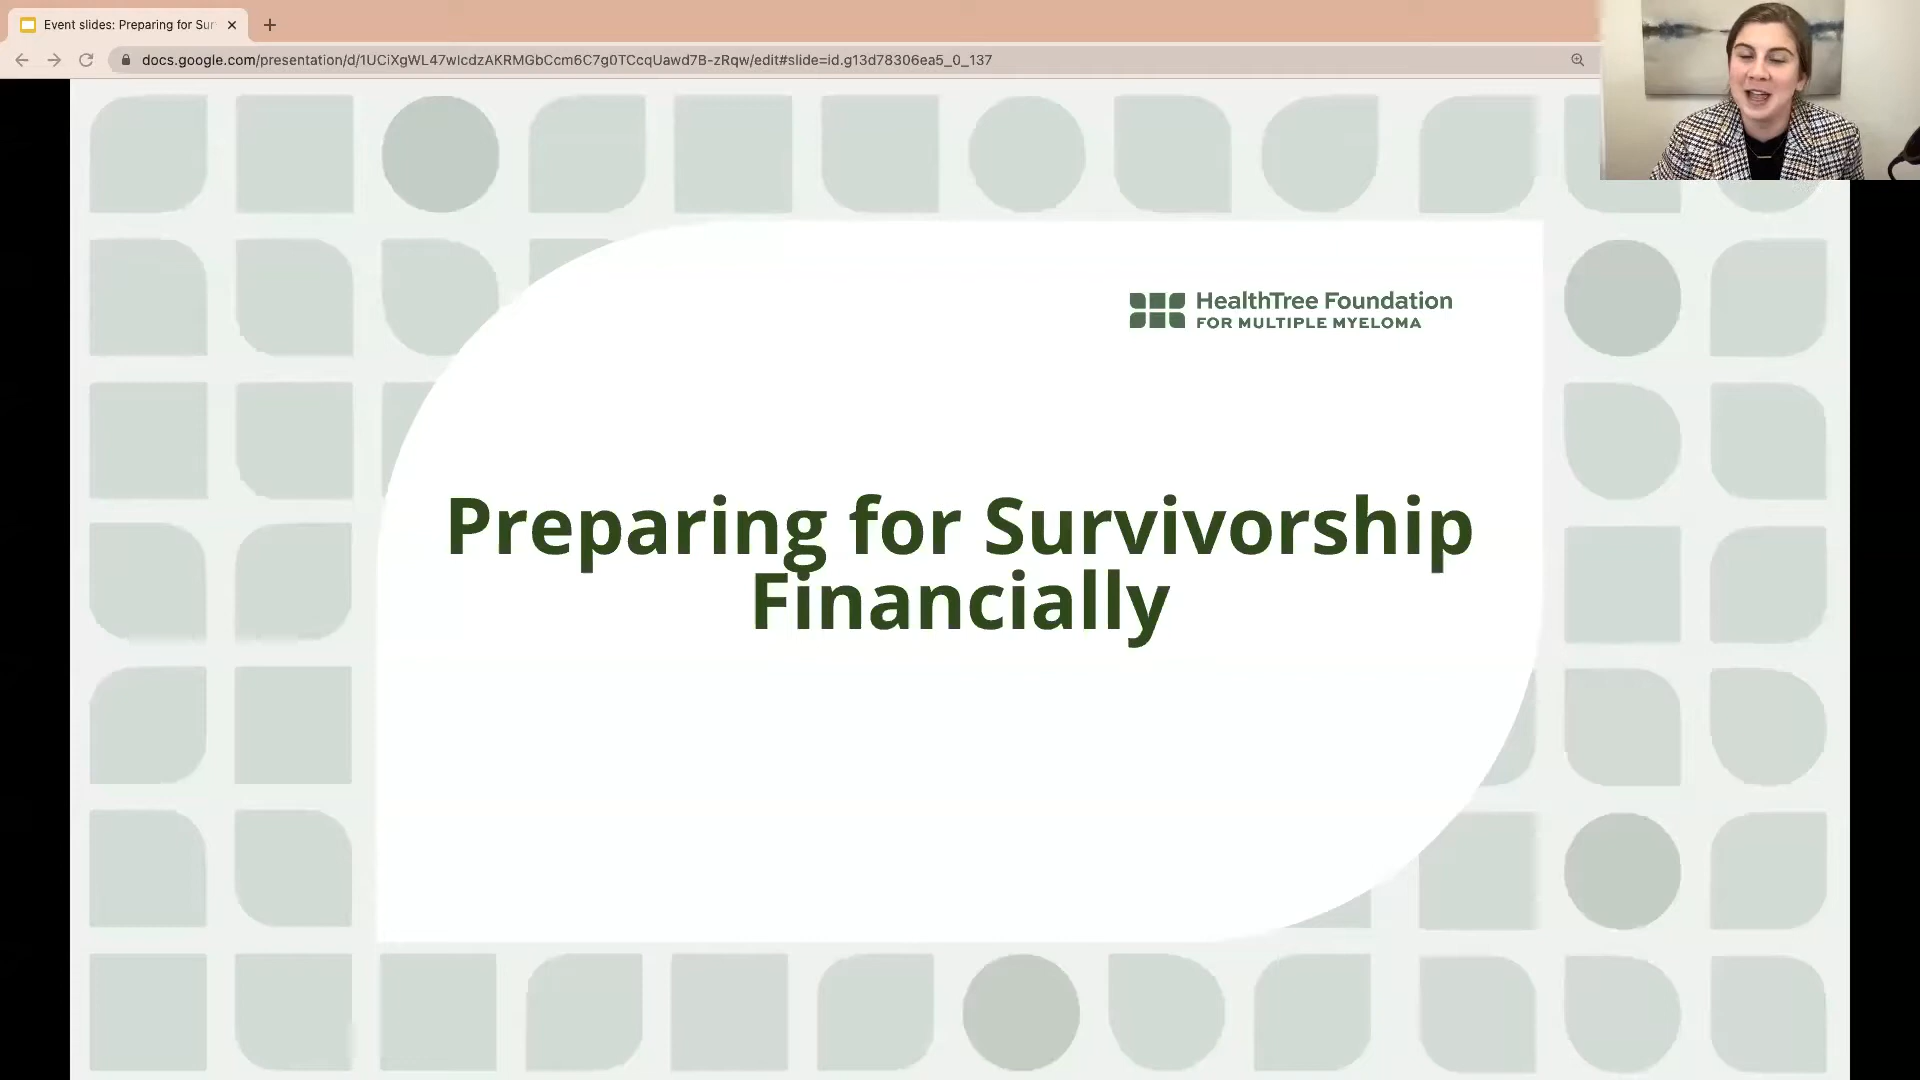 Event slides: Preparing for Sur
docs.google.com/presentation/d/1UCiXgWL47wlcdzAKRMGbCcm6C7g0TCcqUawd7B-zRqw/edit#slide=id.g13d78306ea5_0_137
HealthTree Foundation
FOR MULTIPLE MYELOMA
Preparing for Survivorship
Financially